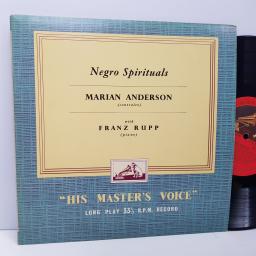 Negro Spirituals
MARIAN ANDERSON
(contralto)
with
FRANZ RUPP
(piano)
"HIS MASTER'S VOICE"
LONG PLAY 33⅓ R.P.M. RECORD